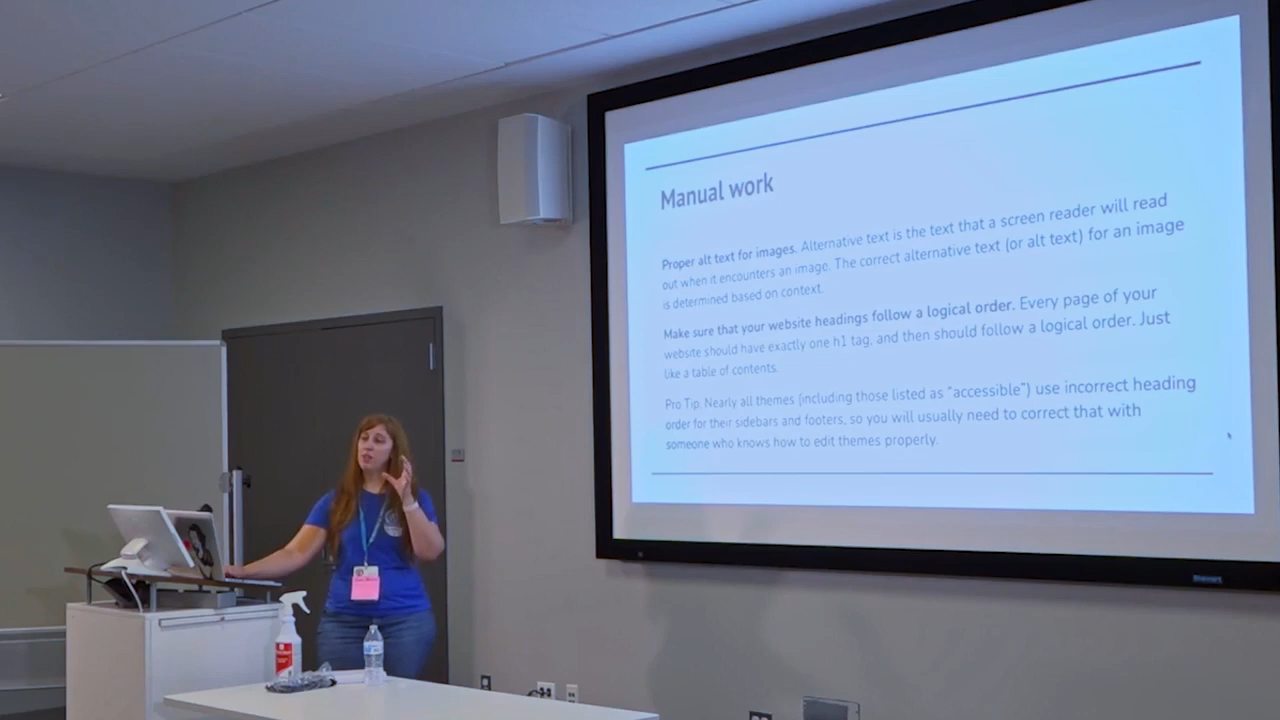 Manual work
Proper alt text for images. Alternative text is the text that a screen reader will read
out when it encounters an image. The correct alternative text (or alt text) for an image
is determined based on context.
Make sure that your website headings follow a logical order. Every page of your
website should have exactly one h1 tag, and then should follow a logical order. Just
like a table of contents.
Pro Tip. Nearly all themes (including those listed as “accessible”) use incorrect heading
order for their sidebars and footers, so you will usually need to correct that with
someone who knows how to edit themes properly.
Stewart